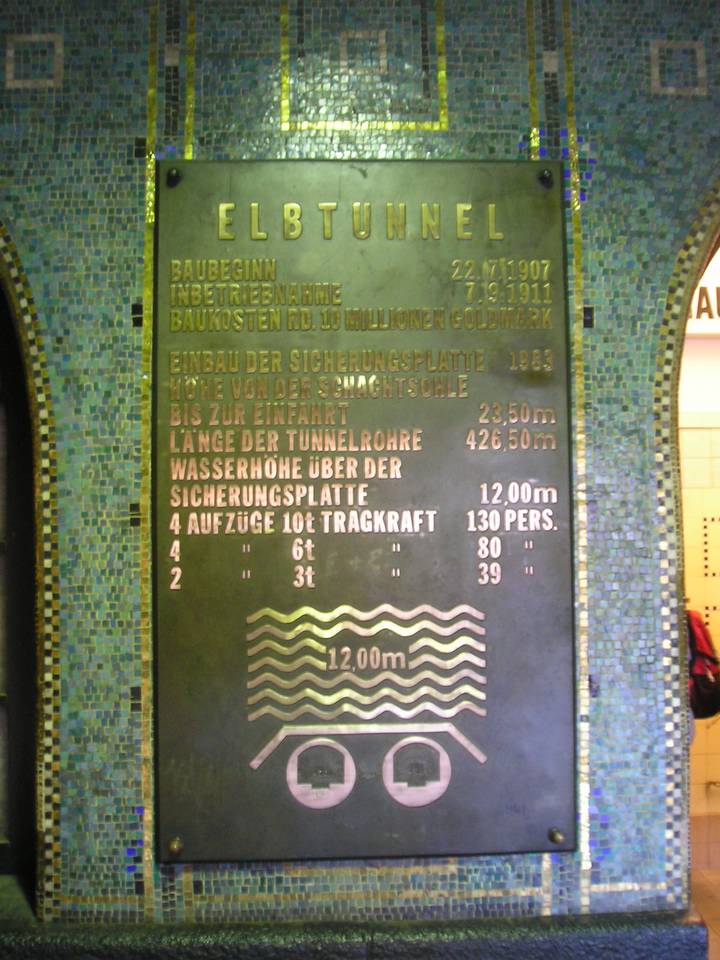 ELBTUNNEL
BAUBEGINN 22.7.1907
INBETRIEBNAHME 7.9.1911
BAUKOSTEN RD. 10 MILLIONEN GOLDMARK
EINBAU DER SICHERUNGSPLATTE 1983
HÖHE VON DER SCHACHTSOHLE
BIS ZUR EINFAHRT 23,50m
LÄNGE DER TUNNELROHRE 426,50m
WASSERHÖHE ÜBER DER
SICHERUNGSPLATTE 12,00m
4 AUFZÜGE 10t TRAGKRAFT 130 PERS.
4 " 6t " 80 "
2 " 3t " 39 "
12,00m